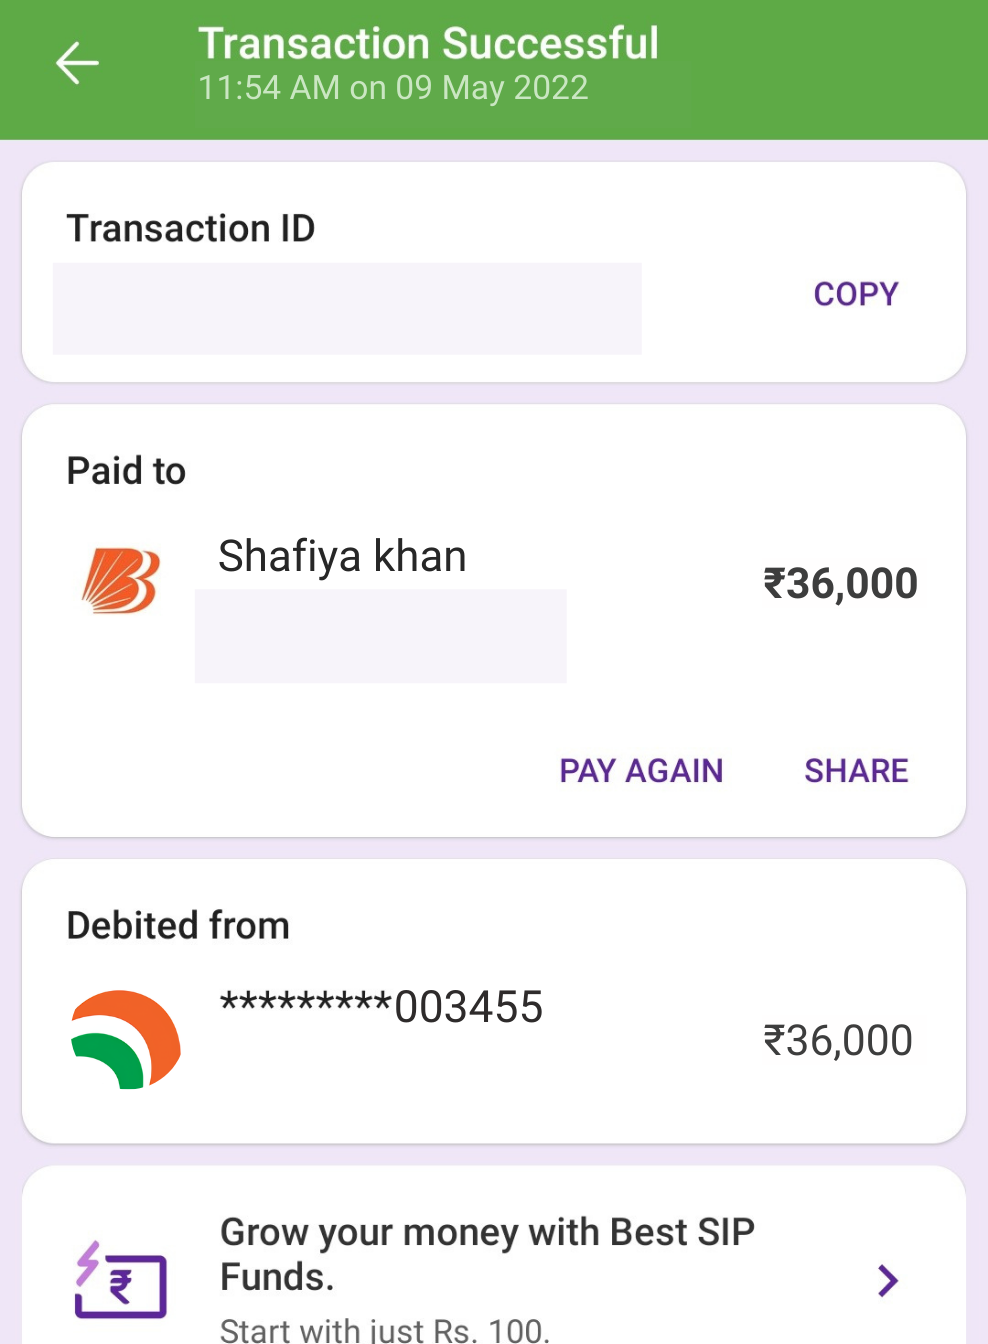 Transaction Successful
11:54 AM on 09 May 2022
Transaction ID
COPY
Paid to
Shafiya khan
₹36,000
PAY AGAIN
SHARE
Debited from
*********003455
₹36,000
Grow your money with Best SIP
Funds.
Start with just Rs. 100.